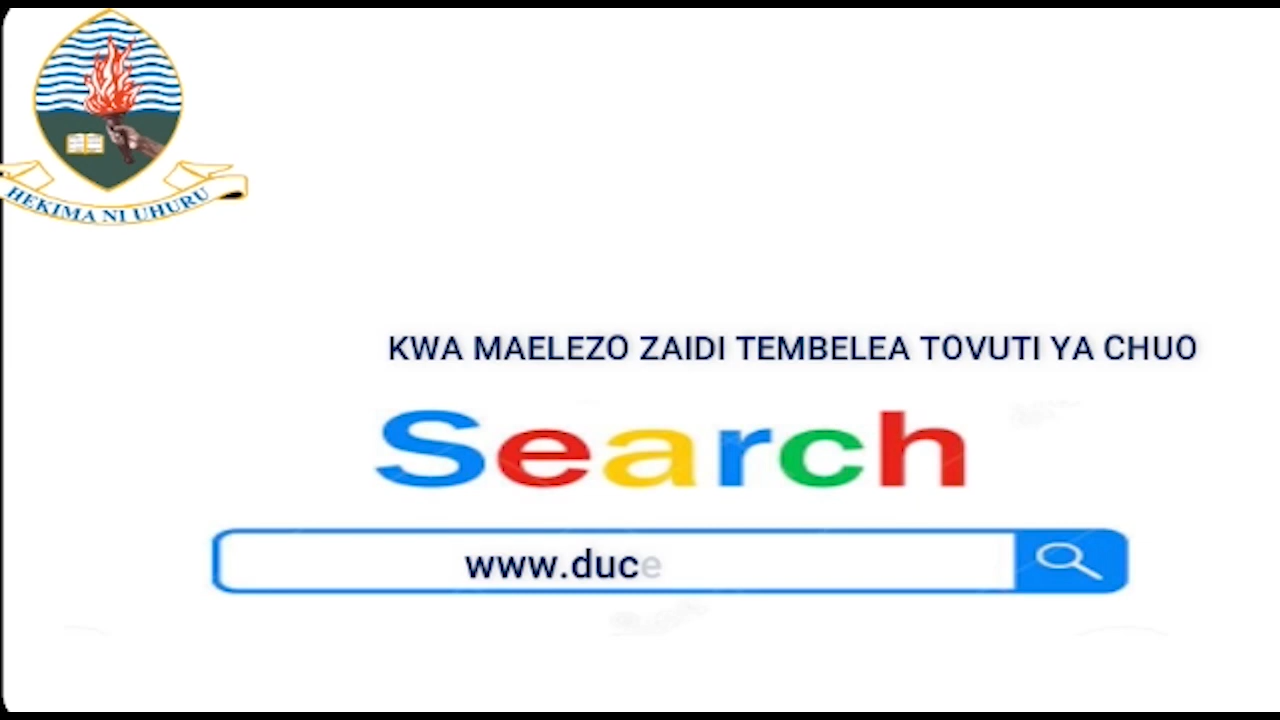 HEKIMA NI UHURU
KWA MAELEZO ZAIDI TEMBELEA TOVUTI YA CHUO
Search
www.duce